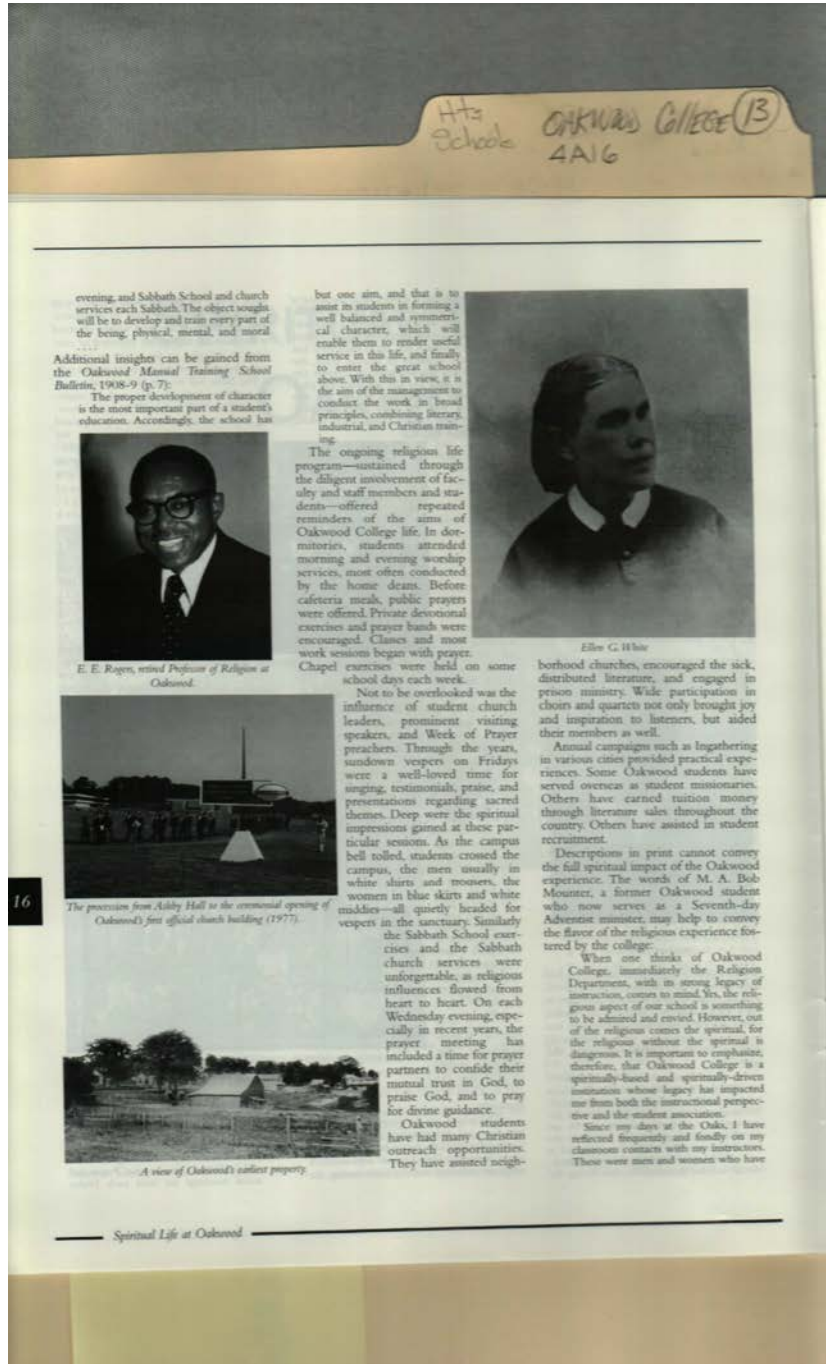 Hts
Schools
OAKWOOD COllEGE 13
4A16
evening, and Sabbath School and church
services each Sabbath. The object sought
will be to develop and train every part of
the being, physical, mental, and moral
. . . .
Additional insights can be gained from
the Oakwood Manual Training School
Bulletin, 1908-9 (p. 7):
The proper development of character
is the most important part of a student's
education. Accordingly, the school has
E. E. Rogers, retired Professor of Religion at
Oakwood.
The procession from Ashby Hall to the ceremonial opening of
Oakwood's first official church building (1977).
A view of Oakwood's earliest property.
but one aim, and that is to
assist its students in forming a
well balanced and symmetri-
cal character, which will
enable them to render useful
service in this life, and finally
to enter the great school
above. With this in view, it is
the aim of the management to
conduct the work in broad
principles, combining literary,
industrial, and Christian train-
ing.
The ongoing religious life
program—sustained through
the diligent involvement of fac-
ulty and staff members and stu-
dents—offered repeated
reminders of the aims of
Oakwood College life. In dor-
mitories, students attended
morning and evening worship
services, most often conducted
by the home deans. Before
cafeteria meals, public prayers
were offered. Private devotional
exercises and prayer bands were
encouraged. Classes and most
work sessions began with prayer.
Chapel exercises were held on some
school days each week.
Not to be overlooked was the
influence of student church
leaders, prominent visiting
speakers, and Week of Prayer
preachers. Through the years,
sundown vespers on Fridays
were a well-loved time for
singing, testimonials, praise, and
presentations regarding sacred
themes. Deep were the spiritual
impressions gained at these par-
ticular sessions. As the campus
bell tolled, students crossed the
campus, the men usually in
white shirts and trousers, the
women in blue skirts and white
middies—all quietly headed for
vespers in the sanctuary. Similarly
the Sabbath School exer-
cises and the Sabbath
church services were
unforgettable, as religious
influences flowed from
heart to heart. On each
Wednesday evening, espe-
cially in recent years, the
prayer meeting has
included a time for prayer
partners to confide their
mutual trust in God, to
praise God, and to pray
for divine guidance.
Oakwood students
have had many Christian
outreach opportunities.
They have assisted neigh-
Ellen G. White
borhood churches, encouraged the sick,
distributed literature, and engaged in
prison ministry. Wide participation in
choirs and quartets not only brought joy
and inspiration to listeners, but aided
their members as well.
Annual campaigns such as Ingathering
in various cities provided practical expe-
riences. Some Oakwood students have
served overseas as student missionaries.
Others have earned tuition money
through literature sales throughout the
country. Others have assisted in student
recruitment.
Descriptions in print cannot convey
the full spiritual impact of the Oakwood
experience. The words of M. A. Bob
Mounter, a former Oakwood student
who now serves as a Seventh-day
Adventist minister, may help to convey
the flavor of the religious experience fos-
tered by the college:
When one thinks of Oakwood
College, immediately the Religion
Department, with its strong legacy of
instruction, comes to mind. Yes, the reli-
gious aspect of our school is something
to be admired and envied. However, out
of the religious comes the spiritual, for
the religious without the spiritual is
dangerous. It is important to emphasize,
therefore, that Oakwood College is a
spiritually-based and spiritually-driven
institution whose legacy has impacted
me from both the instructional perspec-
tive and the student association.
Since my days at the Oaks, I have
reflected frequently and fondly on my
classroom contacts with my instructors.
These were men and women who have
16
Spiritual Life at Oakwood